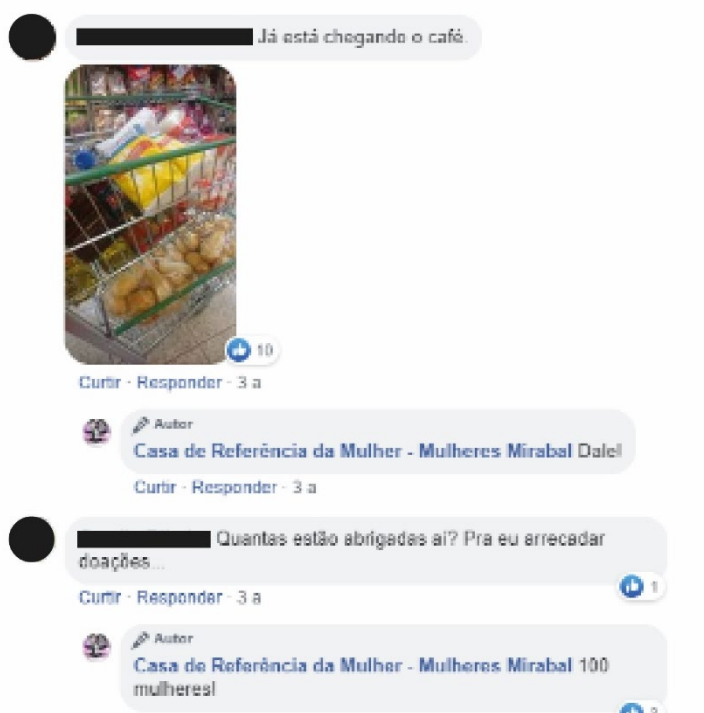 Já está chegando o café.
10
Curtir · Responder · 3 a
Autor
Casa de Referência da Mulher - Mulheres Mirabal Dale!
Curtir · Responder · 3 a
Quantas estão abrigadas aí? Pra eu arrecadar
doações...
1
Curtir · Responder · 3 a
Autor
Casa de Referência da Mulher - Mulheres Mirabal 100
mulheres!